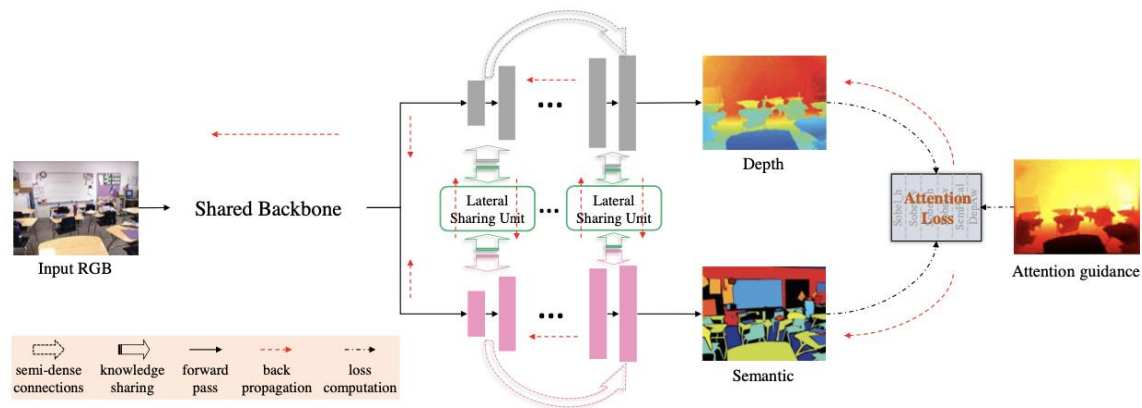 Input RGB
Shared Backbone
Lateral
Sharing Unit
Lateral
Sharing Unit
Depth
Semantic
Attention
Loss
Sobel_h
Attention guidance
semi-dense
connections
knowledge
sharing
forward
pass
back
propagation
loss
computation